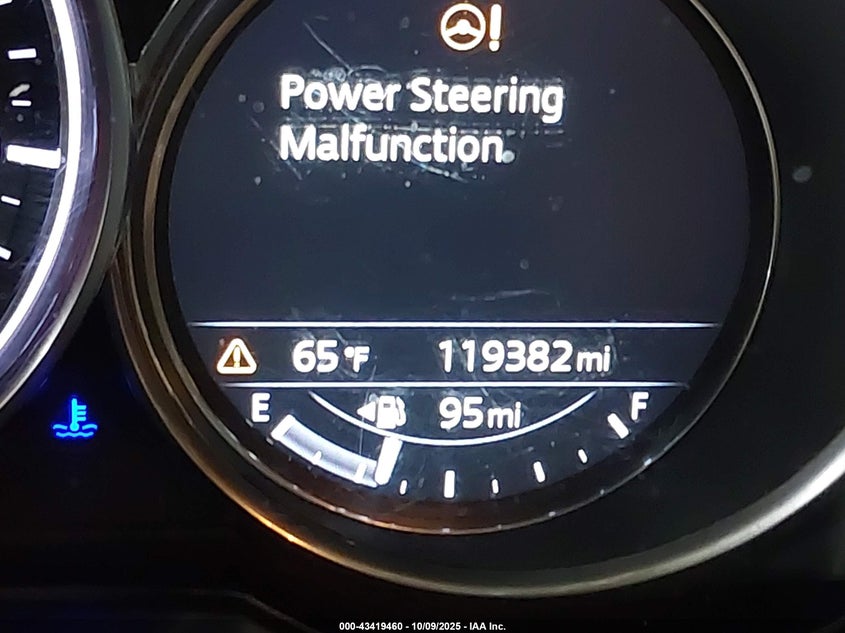 Power Steering
Malfunction.
65°F 119382mi
E 95mi F
000-43419460 - 10/09/2025 - IAA Inc.